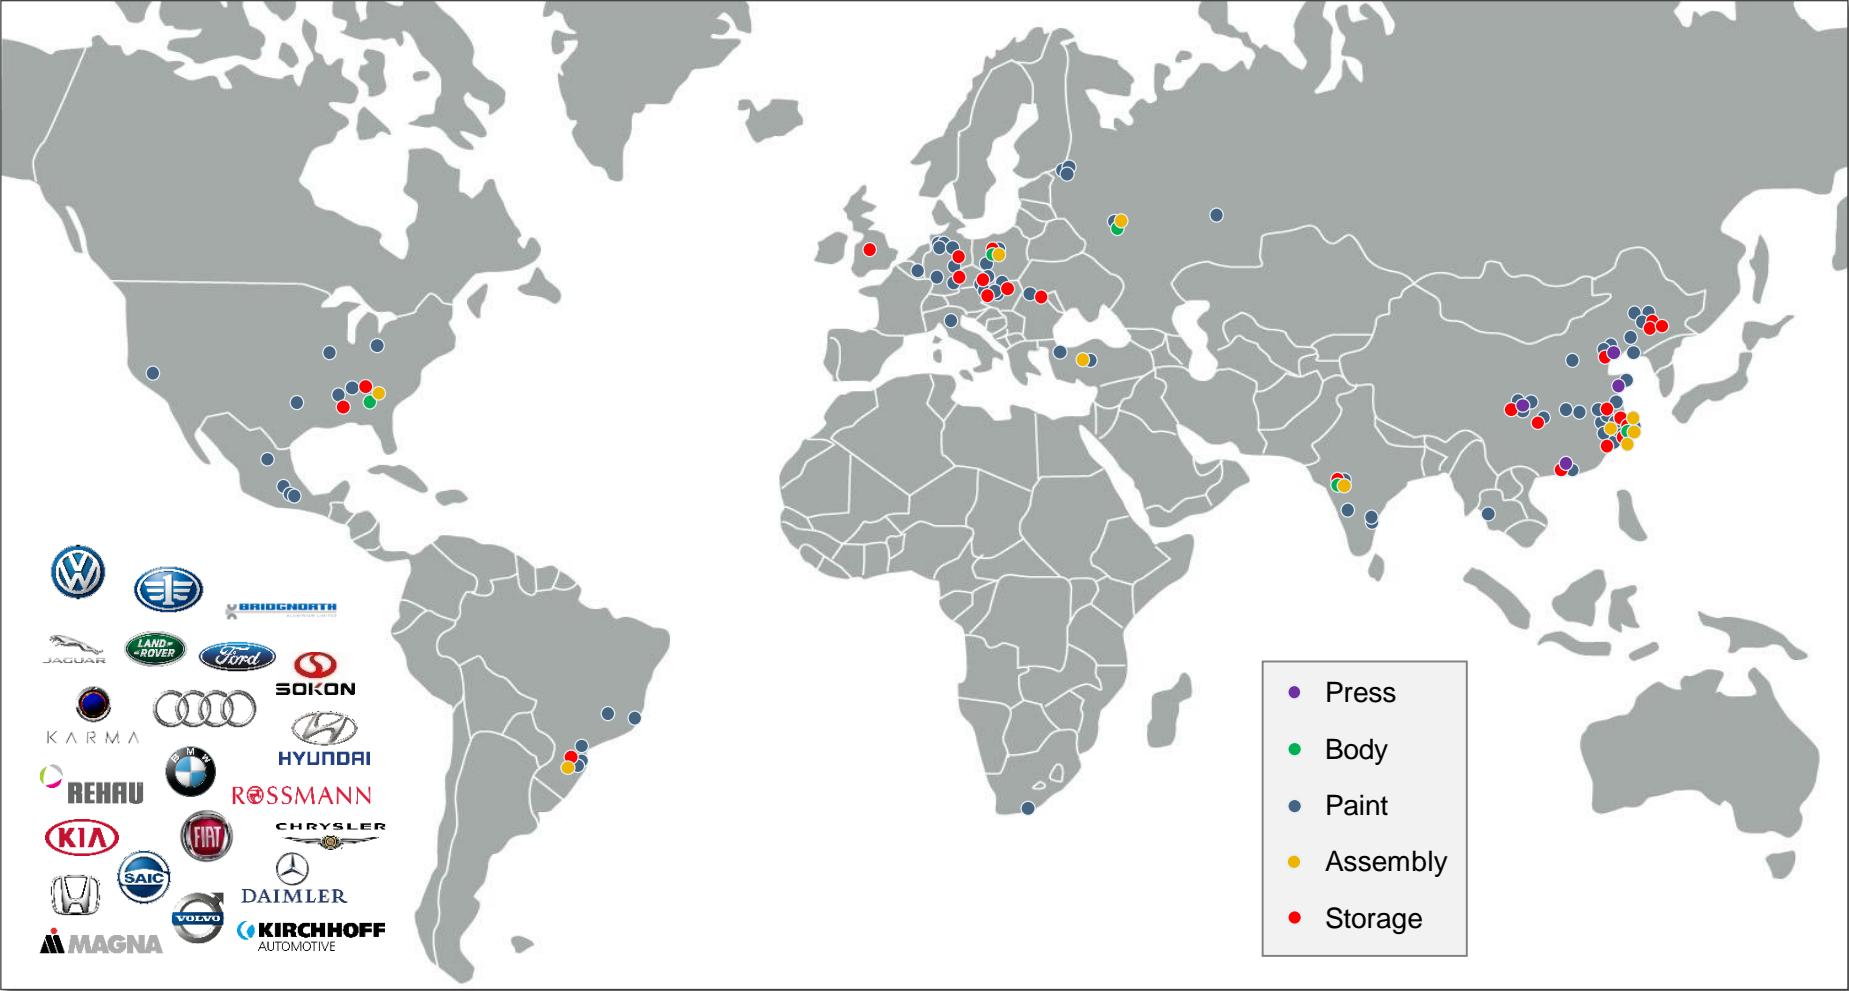 BRIDGNORTH
JAGUAR
LAND-
-ROVER
Ford
SOKON
KARMA
HYUNDAI
BMW
REHAU
ROSSMANN
KIA
FIAT
CHRYSLER
SAIC
DAIMLER
VOLVO
KIRCHHOFF
AUTOMOTIVE
MAGNA
Press
Body
Paint
Assembly
Storage